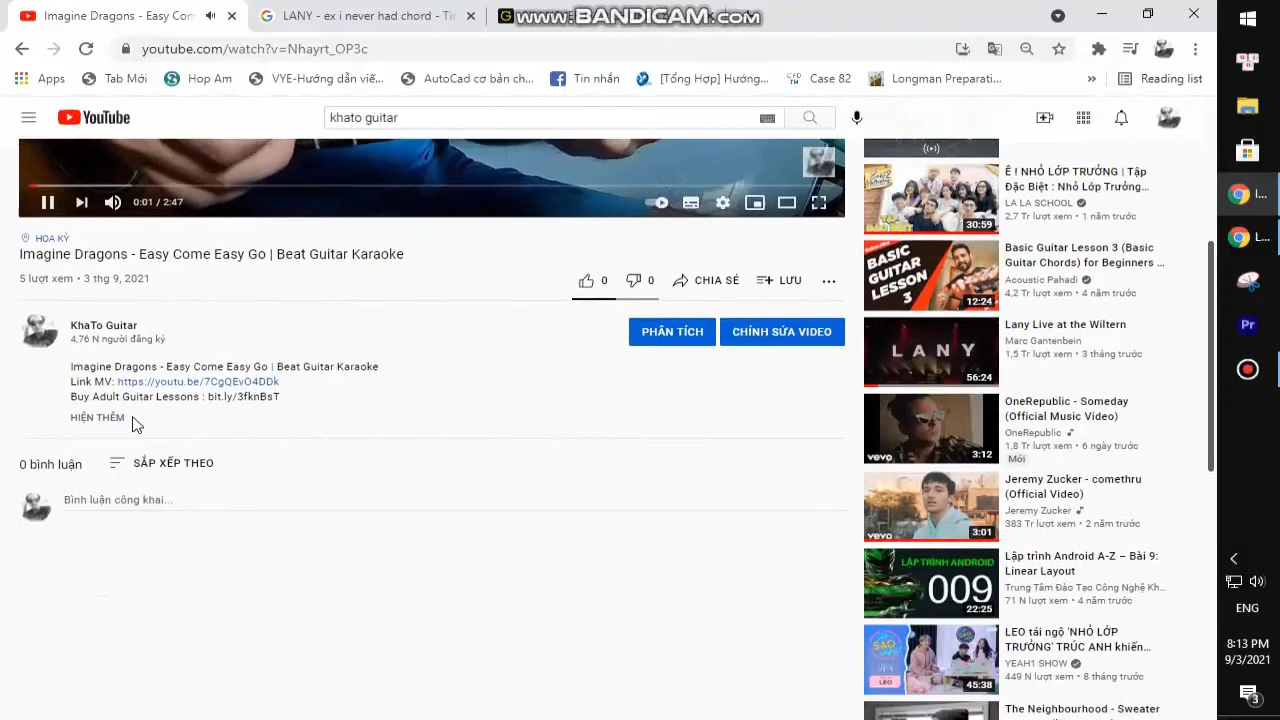 Imagine Dragons - Easy Com
LANY - ex i never had chord - T
www.BANDICAM.com
youtube.com/watch?v=Nhayrt_OP3c
Apps
Tab Mới
Hop Am
VYE-Hướng dẫn viế...
AutoCad cơ bản ch...
Tin nhắn
[Tổng Hợp] Hướng...
Case 82
Longman Preparati...
»
Reading list
YouTube
khato guitar
0:01 / 2:47
HOA KỲ
Imagine Dragons - Easy Come Easy Go | Beat Guitar Karaoke
5 lượt xem • 3 thg 9, 2021
0
0
CHIA SẺ
LƯU
KhaTo Guitar
4,76 N người đăng ký
PHÂN TÍCH
CHỈNH SỬA VIDEO
Imagine Dragons - Easy Come Easy Go | Beat Guitar Karaoke
Link MV: https://youtu.be/7CgQEvO4DDk
Buy Adult Guitar Lessons : bit.ly/3fknBsT
HIỆN THÊM
0 bình luận
SẮP XẾP THEO
Bình luận công khai...
30:59
Ê ! NHỎ LỚP TRƯỞNG | Tập
Đặc Biệt : Nhỏ Lớp Trưởng...
LA LA SCHOOL
2,7 Tr lượt xem • 1 năm trước
BASIC
GUITAR
LESSON
3
12:24
Basic Guitar Lesson 3 (Basic
Guitar Chords) for Beginners ...
Acoustic Pahadi
4,2 Tr lượt xem • 4 năm trước
LANY
56:24
Lany Live at the Wiltern
Marc Gantenbein
1,5 Tr lượt xem • 3 tháng trước
vevo
3:12
OneRepublic - Someday
(Official Music Video)
OneRepublic
1,8 Tr lượt xem • 6 ngày trước
Mới
vevo
3:01
Jeremy Zucker - comethru
(Official Video)
Jeremy Zucker
383 Tr lượt xem • 2 năm trước
LẬP TRÌNH ANDROID
009
22:25
Lập trình Android A-Z – Bài 9:
Linear Layout
Trung Tâm Đào Tạo Công Nghệ Kh...
71 N lượt xem • 4 năm trước
SAO
LEO
45:38
LEO tái ngộ 'NHỎ LỚP
TRƯỞNG' TRÚC ANH khiến...
YEAH1 SHOW
449 N lượt xem • 8 tháng trước
The Neighbourhood - Sweater
I...
L...
Pr
ENG
8:13 PM
9/3/2021
3